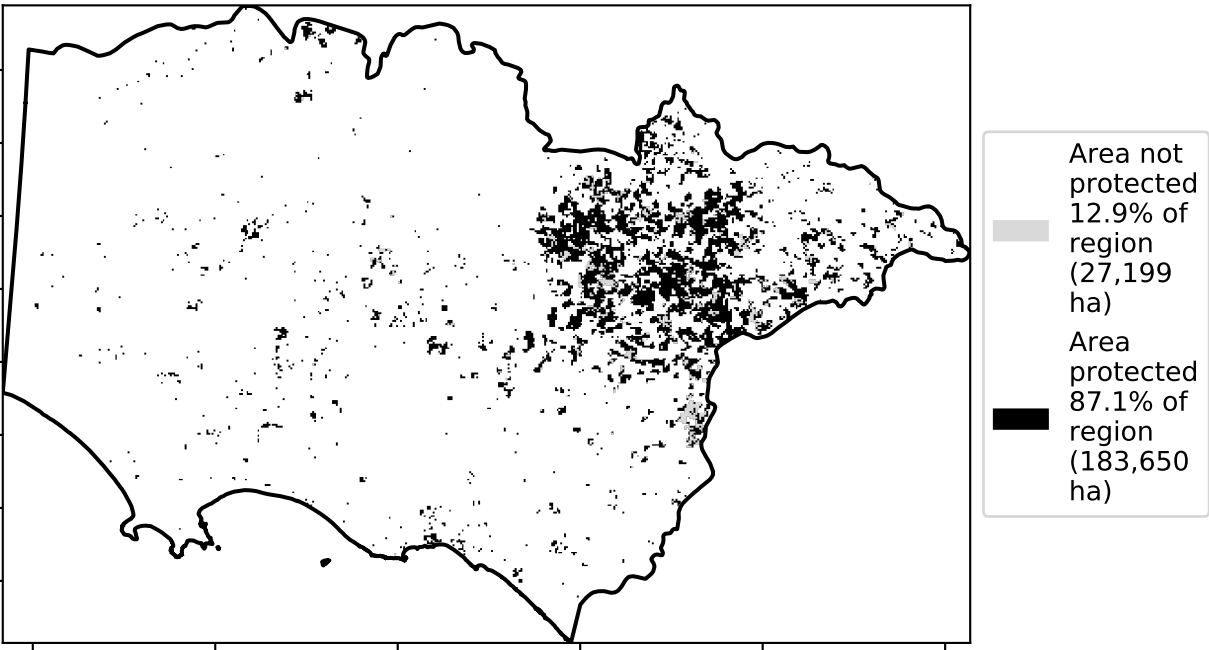 Area not
protected
12.9% of
region
(27,199
ha)
Area
protected
87.1% of
region
(183,650
ha)